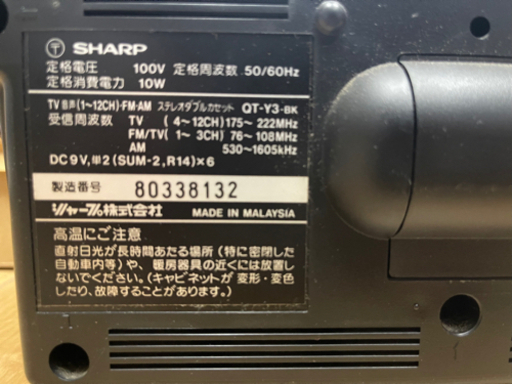 〒 SHARP
定格電圧 100V 定格周波数 50/60Hz
定格消費電力 10W
TV音声(1~12CH)・FM・AM ステレオダブルカセット QT-Y3-BK
受信周波数 TV (4~12CH)175~222MHz
FM/TV(1~3CH) 76~108MHz
AM 530~1605kHz
DC9V,単2(SUM-2,R14)×6
製造番号 80338132
シャープ株式会社 MADE IN MALAYSIA
高温にご注意
直射日光が長時間あたる場所(特に密閉した
自動車内等)や、暖房器具の近くには放置し
ないでください。(キャビネットが変形・変色
したり、故障することがあります。)